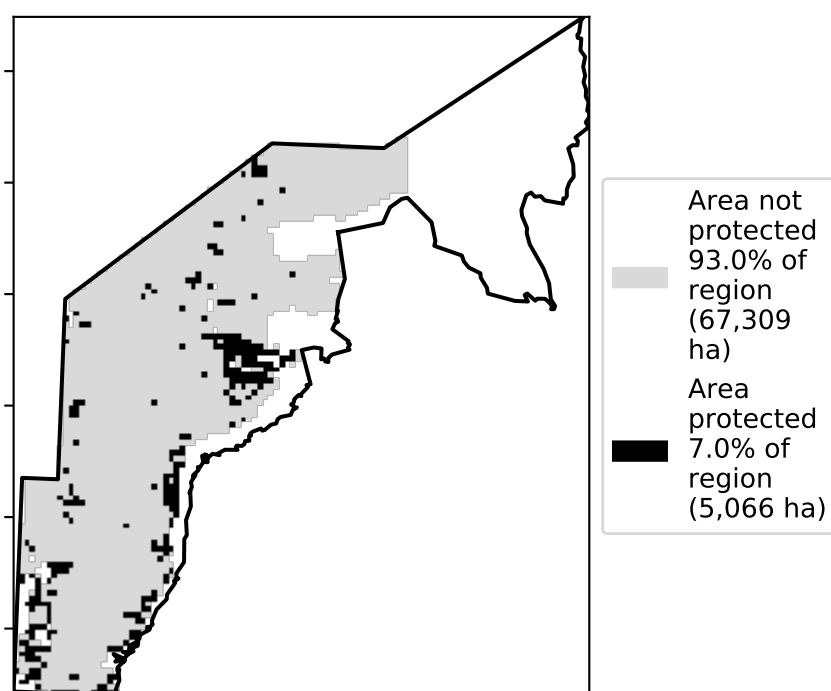 Area not
protected
93.0% of
region
(67,309
ha)
Area
protected
7.0% of
region
(5,066 ha)